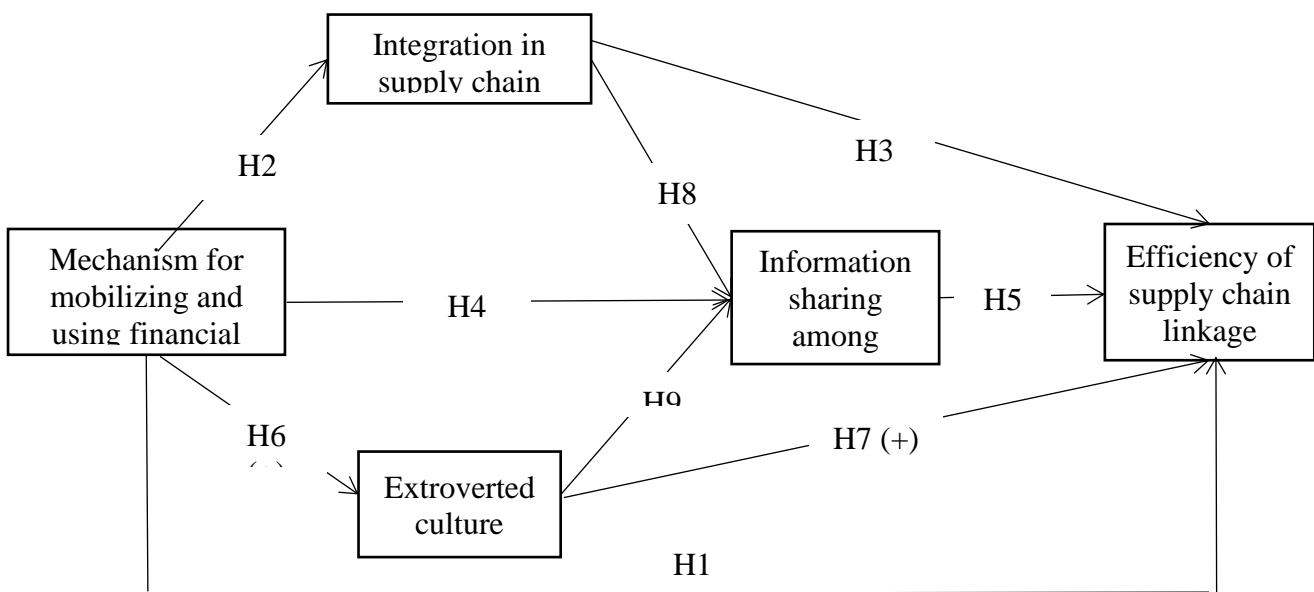 Integration in
supply chain
H2
H3
H8
Mechanism for
mobilizing and
using financial
H4
Information
sharing
among
H5
Efficiency of
supply chain
linkage
H9
H6
H7 (+)
Extroverted
culture
H1